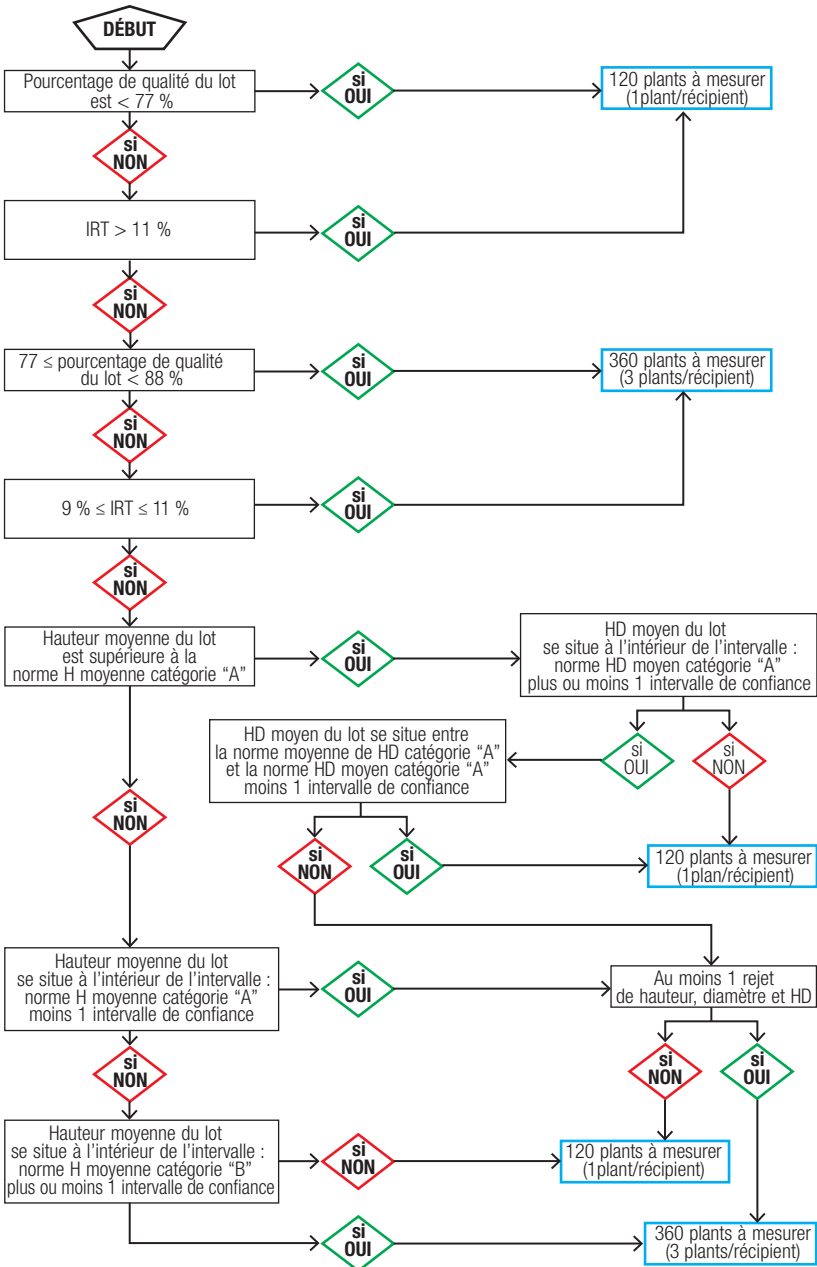 DÉBUT
Pourcentage de qualité du lot
est < 77 %
si
OUI
120 plants à mesurer
(1plant/récipient)
si
NON
IRT > 11 %
si
OUI
si
NON
77 ≤ pourcentage de qualité
du lot < 88 %
si
OUI
360 plants à mesurer
(3 plants/récipient)
si
NON
9 % ≤ IRT ≤ 11 %
si
OUI
si
NON
Hauteur moyenne du lot
est supérieure à la
norme H moyenne catégorie “A”
si
OUI
HD moyen du lot
se situe à l’intérieur de l’intervalle :
norme HD moyen catégorie “A”
plus ou moins 1 intervalle de confiance
si
OUI
si
NON
HD moyen du lot se situe entre
la norme moyenne de HD catégorie “A”
et la norme HD moyen catégorie “A”
moins 1 intervalle de confiance
si
NON
si
NON
si
OUI
120 plants à mesurer
(1plan/récipient)
Hauteur moyenne du lot
se situe à l’intérieur de l’intervalle :
norme H moyenne catégorie “A”
moins 1 intervalle de confiance
si
OUI
Au moins 1 rejet
de hauteur, diamètre et HD
si
NON
si
NON
si
OUI
Hauteur moyenne du lot
se situe à l’intérieur de l’intervalle :
norme H moyenne catégorie “B”
plus ou moins 1 intervalle de confiance
si
NON
120 plants à mesurer
(1plant/récipient)
si
OUI
360 plants à mesurer
(3 plants/récipient)